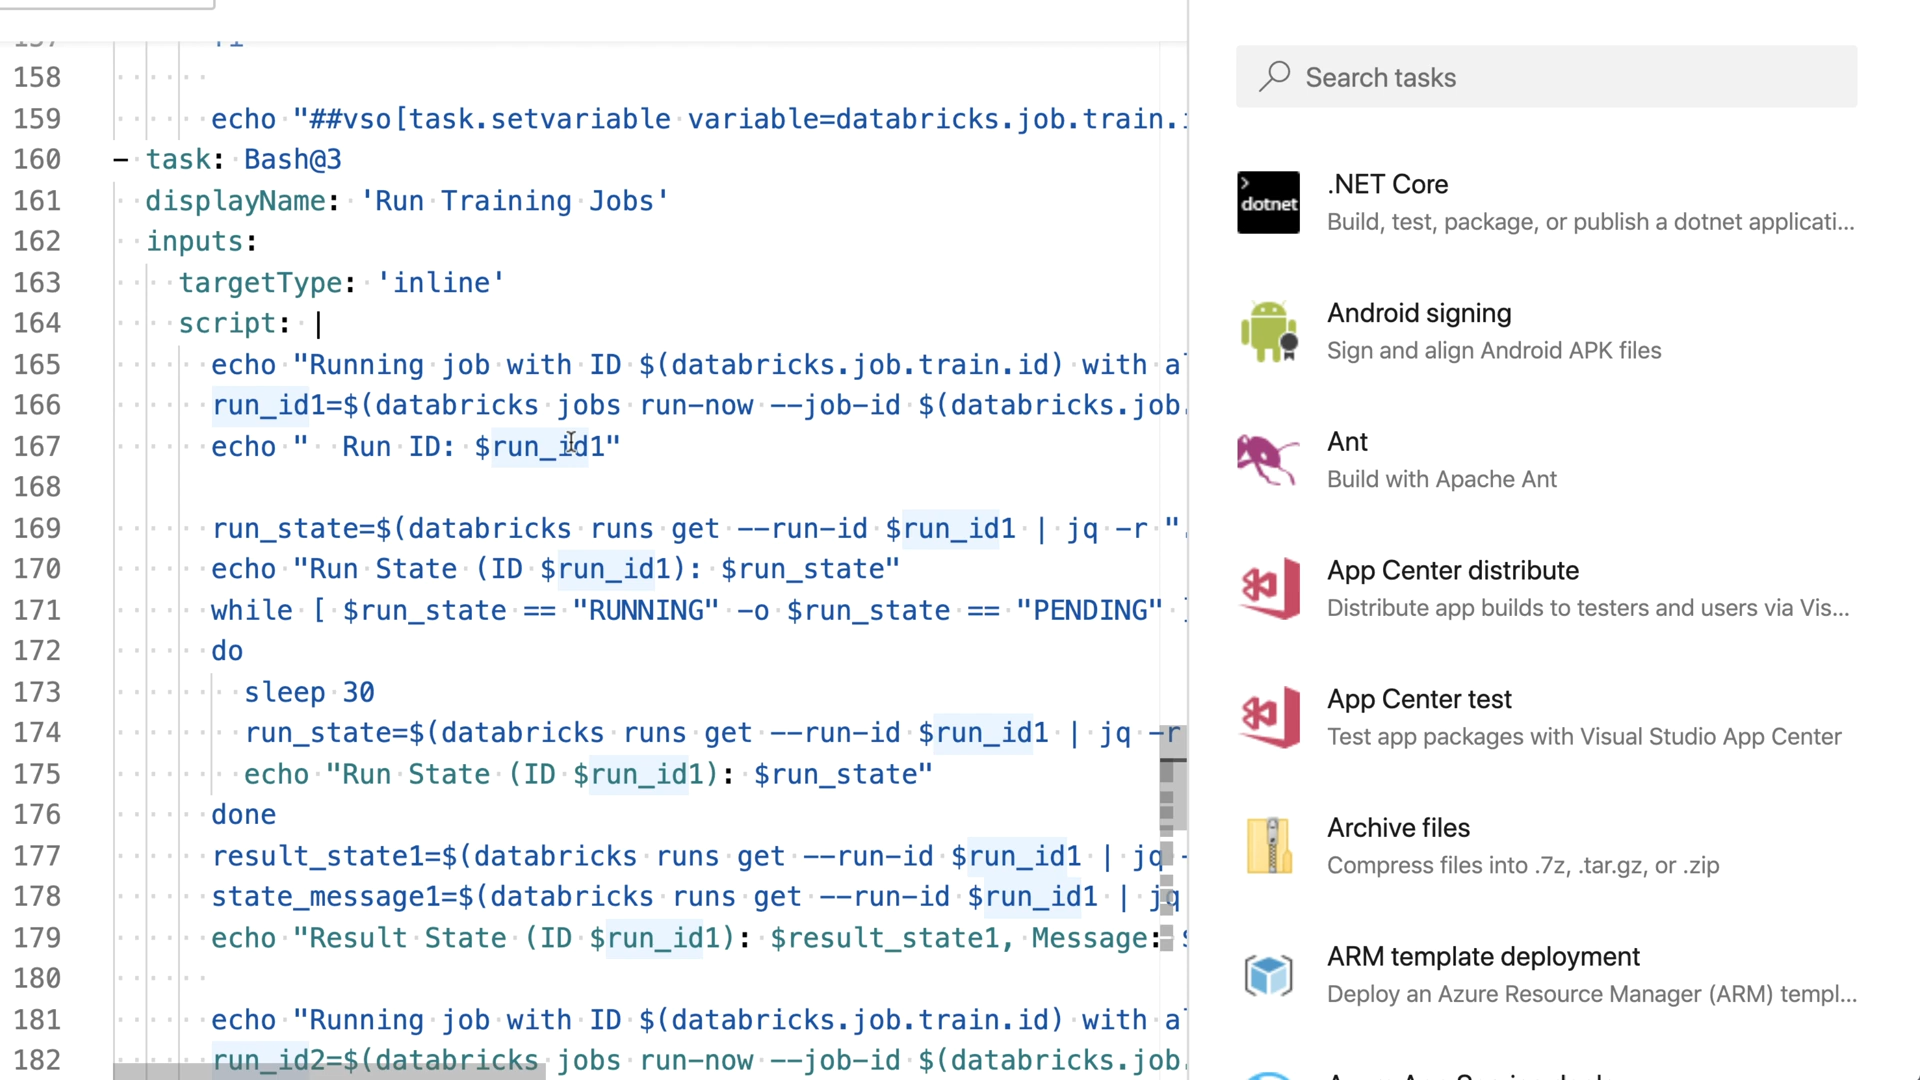 158
159 echo "##vso[task.setvariable variable=databricks.job.train.
160 - task: Bash@3
161 displayName: 'Run Training Jobs'
162 inputs:
163 targetType: 'inline'
164 script: |
165 echo "Running job with ID $(databricks.job.train.id) with a
166 run_id1=$(databricks jobs run-now --job-id $(databricks.job.
167 echo "  Run ID: $run_id1"
168
169 run_state=$(databricks runs get --run-id $run_id1 | jq -r ".
170 echo "Run State (ID $run_id1): $run_state"
171 while [ $run_state == "RUNNING" -o $run_state == "PENDING" ]
172 do
173 sleep 30
174 run_state=$(databricks runs get --run-id $run_id1 | jq -r
175 echo "Run State (ID $run_id1): $run_state"
176 done
177 result_state1=$(databricks runs get --run-id $run_id1 | jq -
178 state_message1=$(databricks runs get --run-id $run_id1 | jq
179 echo "Result State (ID $run_id1): $result_state1, Message: $
180
181 echo "Running job with ID $(databricks.job.train.id) with a
182 run_id2=$(databricks jobs run-now --job-id $(databricks.job.
Search tasks
dotnet
.NET Core
Build, test, package, or publish a dotnet applicati...
Android signing
Sign and align Android APK files
Ant
Build with Apache Ant
App Center distribute
Distribute app builds to testers and users via Vis...
App Center test
Test app packages with Visual Studio App Center
Archive files
Compress files into .7z, .tar.gz, or .zip
ARM template deployment
Deploy an Azure Resource Manager (ARM) templ...